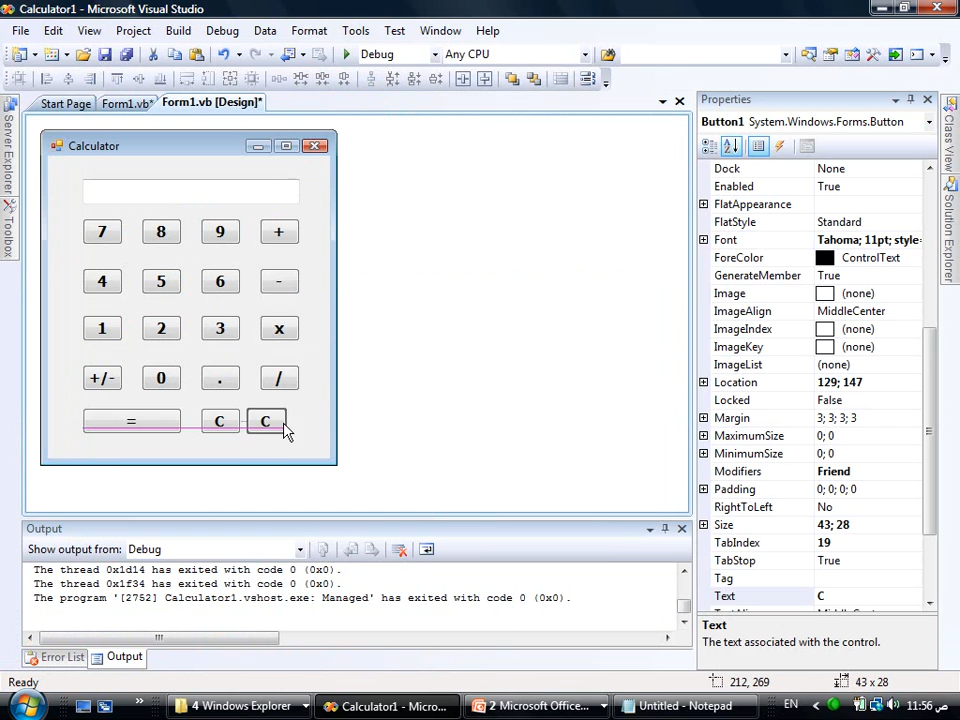 Calculator1 - Microsoft Visual Studio
File Edit View Project Build Debug Data Format Tools Test Window Help
Debug Any CPU
Start Page Form1.vb* Form1.vb [Design]*
Server Explorer
Toolbox
Calculator
7 8 9 +
4 5 6 -
1 2 3 x
+/- 0 . /
= C C
Properties
Button1 System.Windows.Forms.Button
Dock None
Enabled True
FlatAppearance
FlatStyle Standard
Font Tahoma; 11pt; style=
ForeColor ControlText
GenerateMember True
Image (none)
ImageAlign MiddleCenter
ImageIndex (none)
ImageKey (none)
ImageList (none)
Location 129; 147
Locked False
Margin 3; 3; 3; 3
MaximumSize 0; 0
MinimumSize 0; 0
Modifiers Friend
Padding 0; 0; 0; 0
RightToLeft No
Size 43; 28
TabIndex 19
TabStop True
Tag
Text C
Text
The text associated with the control.
Class View
Solution Explorer
Output
Show output from: Debug
The thread 0x1d14 has exited with code 0 (0x0).
The thread 0x1f34 has exited with code 0 (0x0).
The program '[2752] Calculator1.vshost.exe: Managed' has exited with code 0 (0x0).
Error List Output
Ready 212, 269 43 x 28
4 Windows Explorer Calculator1 - Micro... 2 Microsoft Office... Untitled - Notepad EN 11:56 ص